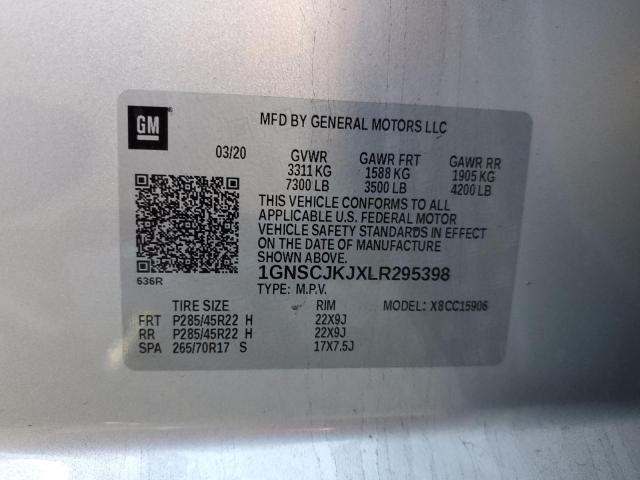 GM
MFD BY GENERAL MOTORS LLC
03/20 GVWR GAWR FRT GAWR RR
3311 KG 1588 KG 1905 KG
7300 LB 3500 LB 4200 LB
THIS VEHICLE CONFORMS TO ALL
APPLICABLE U.S. FEDERAL MOTOR
VEHICLE SAFETY STANDARDS IN EFFECT
ON THE DATE OF MANUFACTURE
SHOWN ABOVE.
1GNSCJKJXLR295398
636R
TYPE: M.P.V.
TIRE SIZE RIM MODEL: X8CC15906
FRT P285/45R22 H 22X9J
RR P285/45R22 H 22X9J
SPA 265/70R17 S 17X7.5J